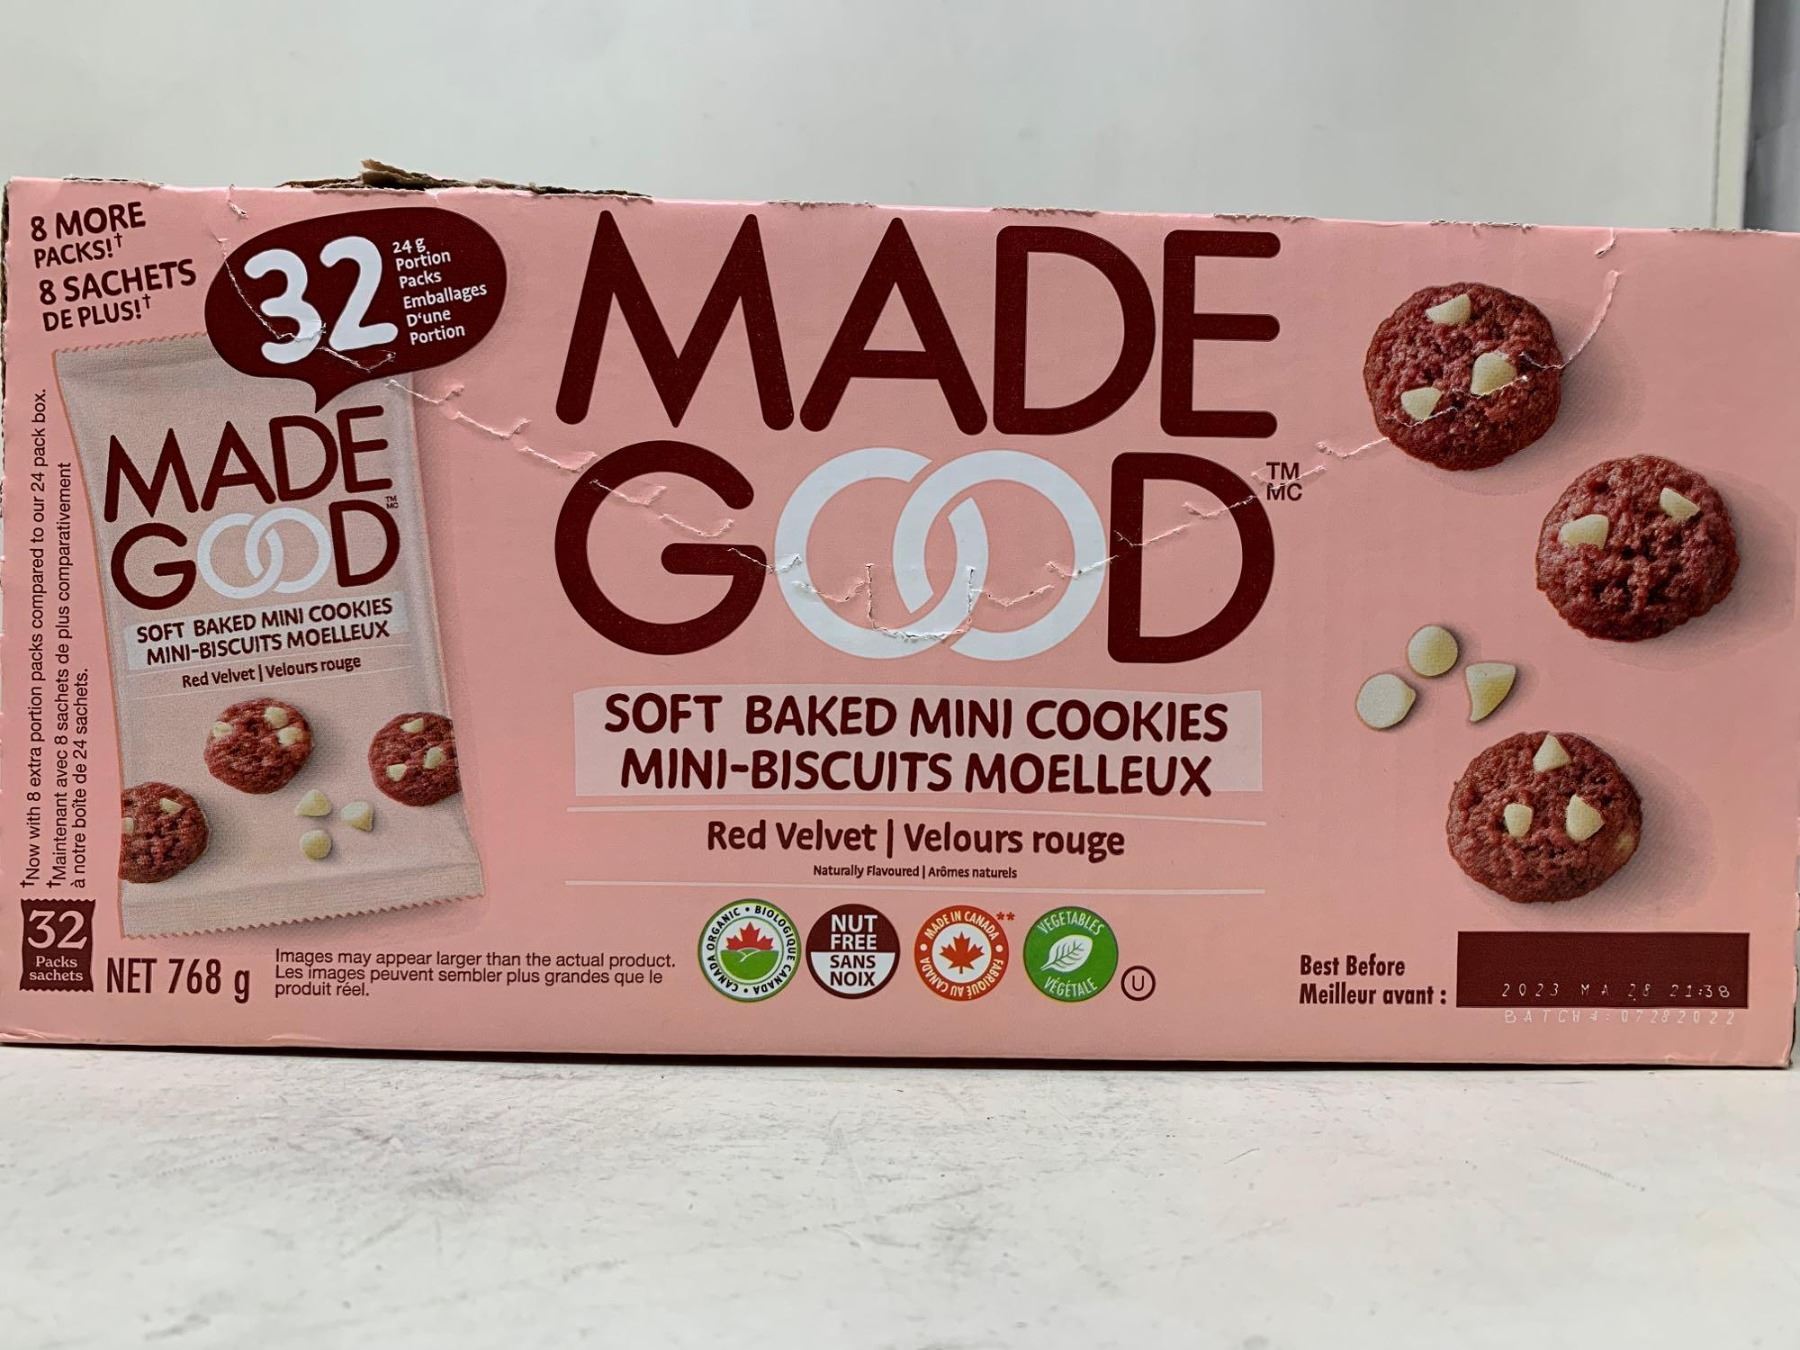 8 MORE
PACKS!†
8 SACHETS
DE PLUS!†
32
24 g
Portion
Packs
Emballages
D'une
Portion
MADE
GOOD
TM
MC
SOFT BAKED MINI COOKIES
MINI-BISCUITS MOELLEUX
Red Velvet | Velours rouge
†Now with 8 extra portion packs compared to our 24 pack box.
†Maintenant avec 8 sachets de plus comparativement
à notre boîte de 24 sachets.
32
Packs
sachets
NET 768 g
Images may appear larger than the actual product.
Les images peuvent sembler plus grandes que le
produit réel.
MADE
GOOD
TM
MC
SOFT BAKED MINI COOKIES
MINI-BISCUITS MOELLEUX
Red Velvet | Velours rouge
Naturally Flavoured | Arômes naturels
CANADA ORGANIC • BIOLOGIQUE CANADA •
NUT
FREE
SANS
NOIX
MADE IN CANADA • FABRIQUÉ AU CANADA •
**
VEGETABLES
VÉGÉTALE
U
Best Before
Meilleur avant :
2023 MA 28 21:38
BATCH#:07282022